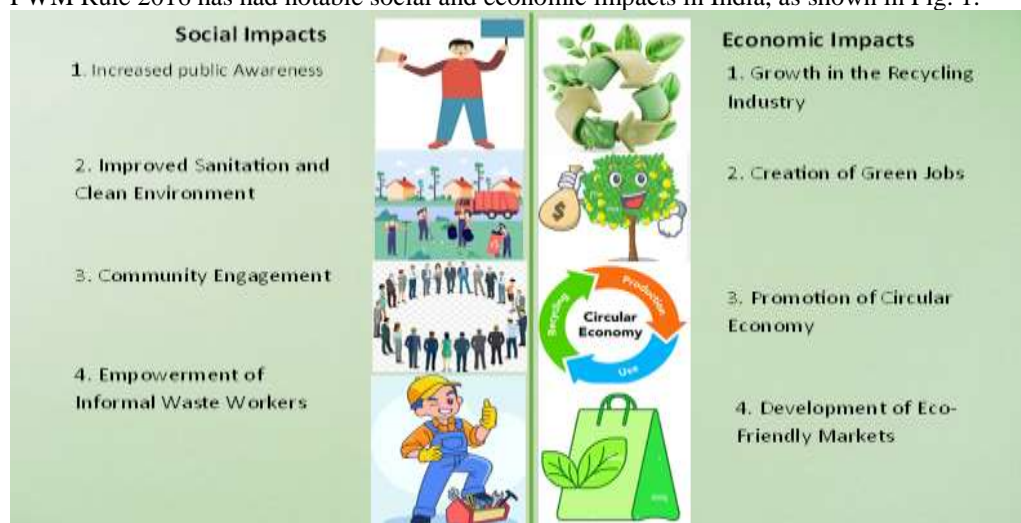 PWM Rule 2016 has had notable social and economic impacts in India, as shown in Fig. 1.
Social Impacts
1. Increased public Awareness
2. Improved Sanitation and
Clean Environment
3. Community Engagement
4. Empowerment of
Informal Waste Workers
$
Production
Recycling
Circular
Economy
Use
Economic Impacts
1. Growth in the Recycling
Industry
2. Creation of Green Jobs
3. Promotion of Circular
Economy
4. Development of Eco-
Friendly Markets